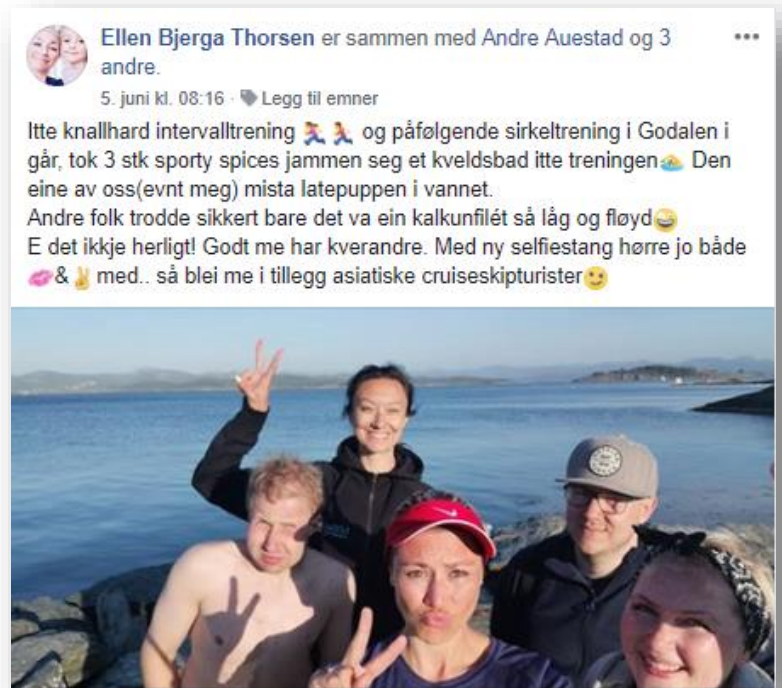 Ellen Bjerga Thorsen er sammen med Andre Auestad og 3
andre.
5. juni kl. 08:16 · Legg til emner
Itte knallhard intervalltrening 🏃‍♀️🏃 og påfølgende sirkeltrening i Godalen i
går, tok 3 stk sporty spices jammen seg et kveldsbad itte treningen🏊 Den
eine av oss(evnt meg) mista latepuppen i vannet.
Andre folk trodde sikkert bare det va ein kalkunfilét så låg og fløyd😂
E det ikkje herligt! Godt me har kverandre. Med ny selfiestang hørre jo både
💋&✌ med.. så blei me i tillegg asiatiske cruiseskipturister😉